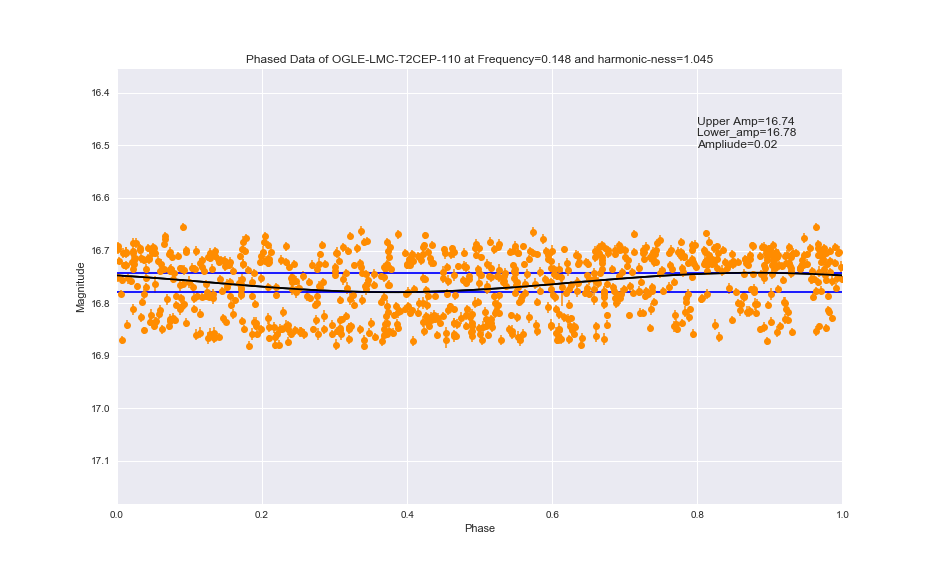 Phased Data of OGLE-LMC-T2CEP-110 at Frequency=0.148 and harmonic-ness=1.045
Upper Amp=16.74
Lower_amp=16.78
Ampliude=0.02
Magnitude
16.4
16.5
16.6
16.7
16.8
16.9
17.0
17.1
0.0
0.2
0.4
0.6
0.8
1.0
Phase